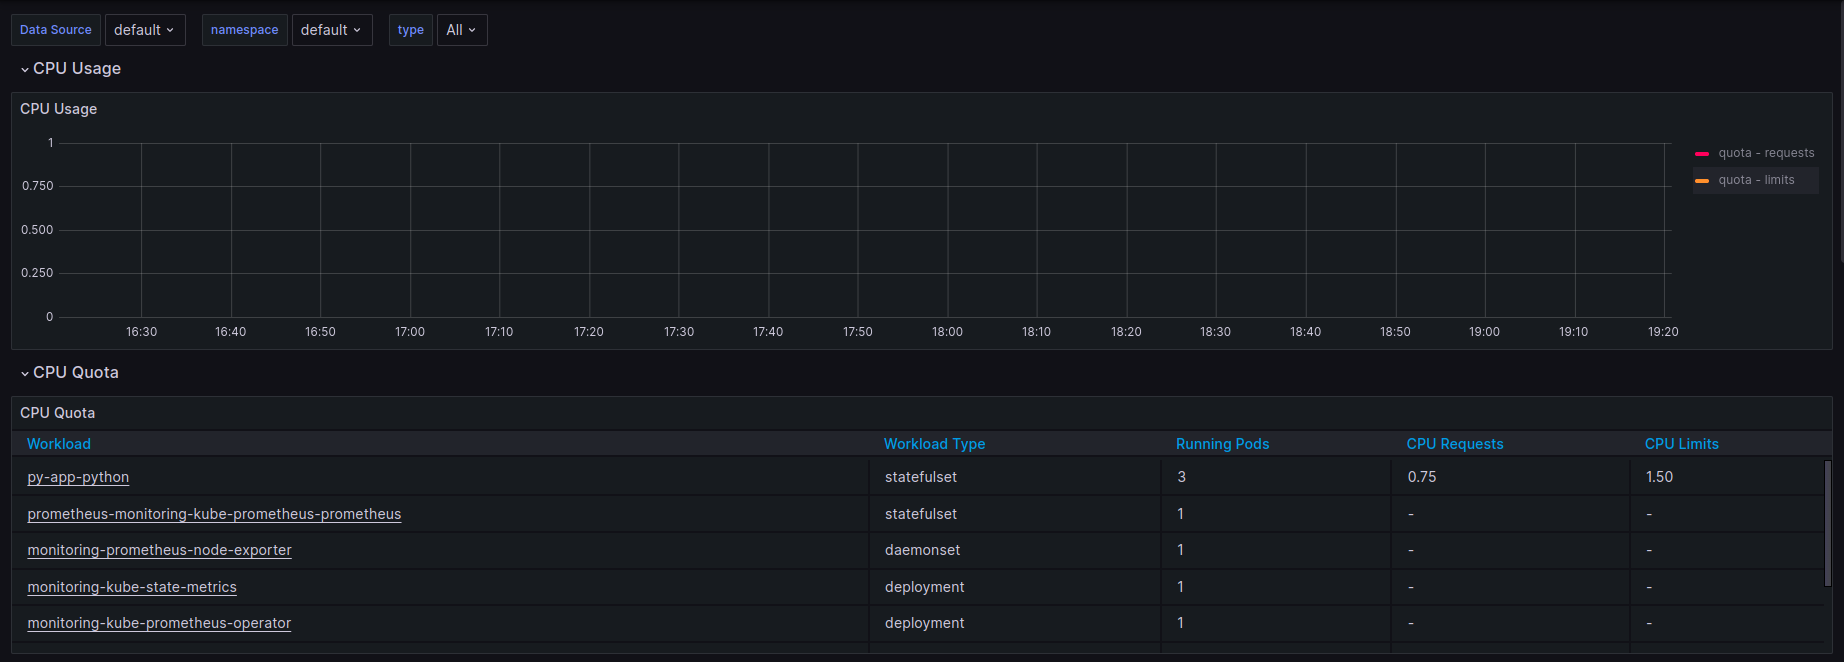 Data Source default namespace default type All
CPU Usage
CPU Usage
1
0.750
0.500
0.250
0
16:30 16:40 16:50 17:00 17:10 17:20 17:30 17:40 17:50 18:00 18:10 18:20 18:30 18:40 18:50 19:00 19:10 19:20
quota - requests
quota - limits
CPU Quota
CPU Quota
Workload Workload Type Running Pods CPU Requests CPU Limits
py-app-python statefulset 3 0.75 1.50
prometheus-monitoring-kube-prometheus-prometheus statefulset 1 - -
monitoring-prometheus-node-exporter daemonset 1 - -
monitoring-kube-state-metrics deployment 1 - -
monitoring-kube-prometheus-operator deployment 1 - -